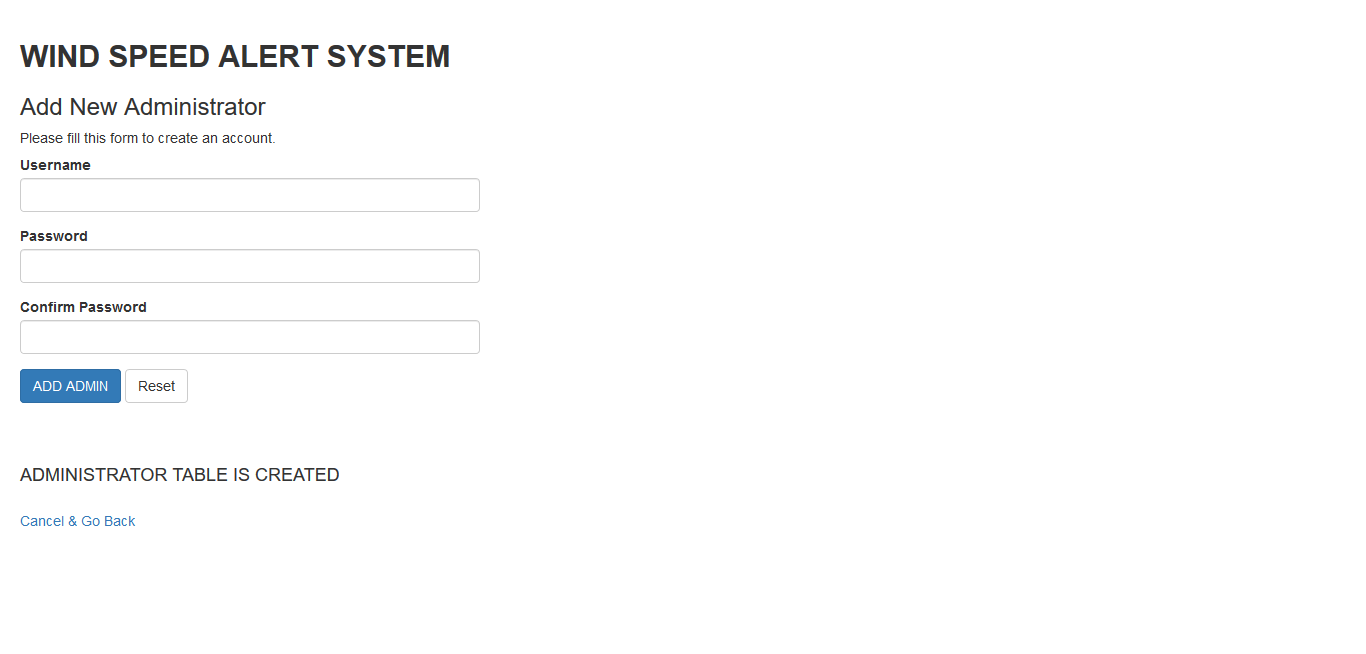 WIND SPEED ALERT SYSTEM
Add New Administrator
Please fill this form to create an account.
Username
Password
Confirm Password
ADD ADMIN Reset
ADMINISTRATOR TABLE IS CREATED
Cancel & Go Back